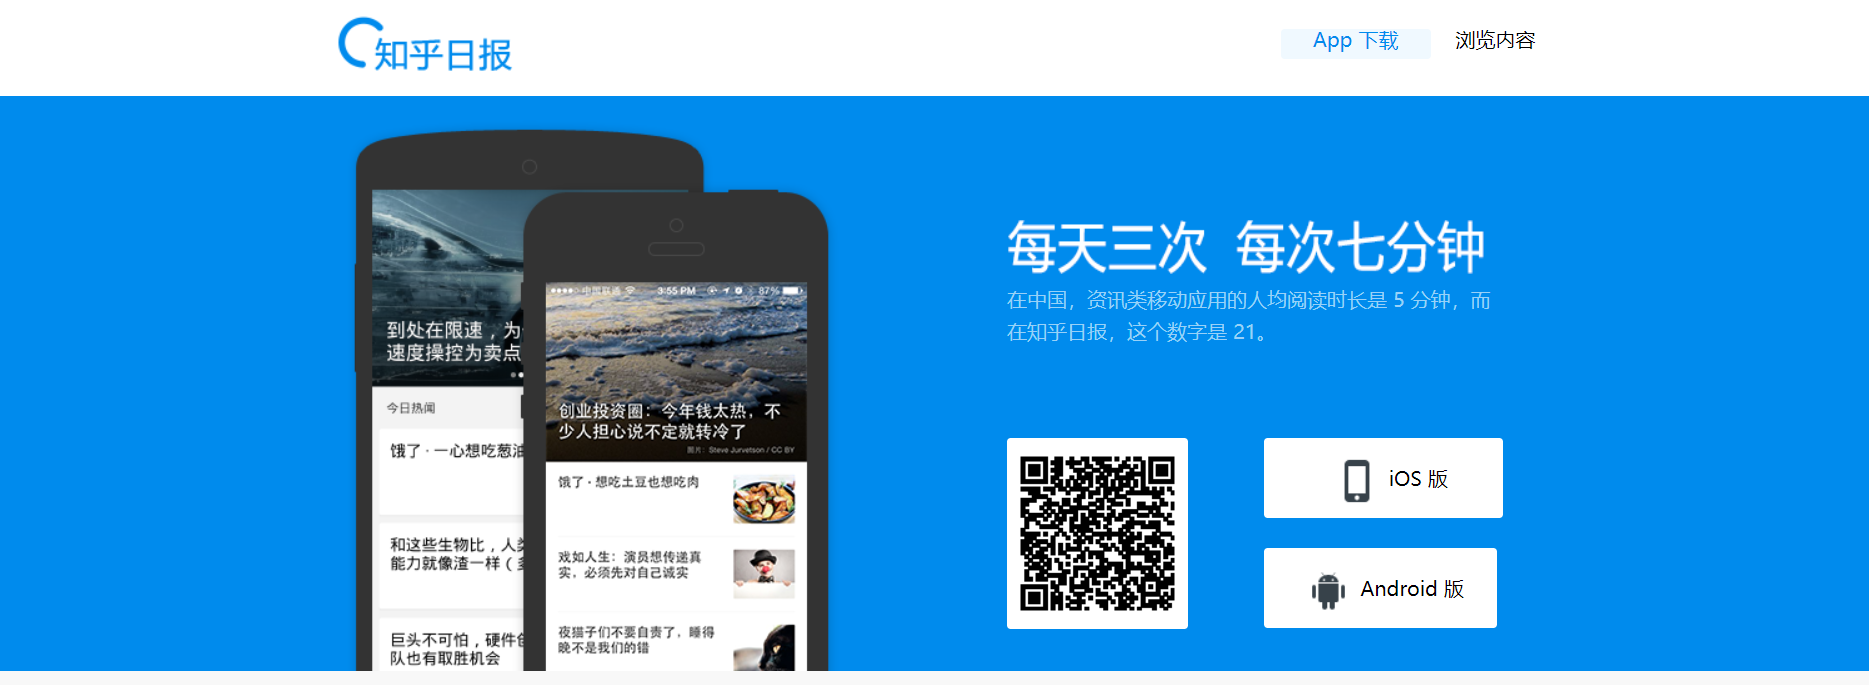 知乎日报
App 下载
浏览内容
每天三次 每次七分钟
在中国，资讯类移动应用的人均阅读时长是 5 分钟，而
在知乎日报，这个数字是 21。
iOS 版
Android 版
到处在限速，为
速度操控为卖点
今日热闻
饿了 · 一心想吃葱油
和这些生物比，人类
能力就像渣一样（多
巨头不可怕，硬件创
队也有取胜机会
中国联通
3:55 PM
87%
创业投资圈：今年钱太热，不
少人担心说不定就转冷了
图片：Steve Jurvetson / CC BY
饿了 · 想吃土豆也想吃肉
戏如人生：演员想传递真
实，必须先对自己诚实
夜猫子们不要自责了，睡得
晚不是我们的错